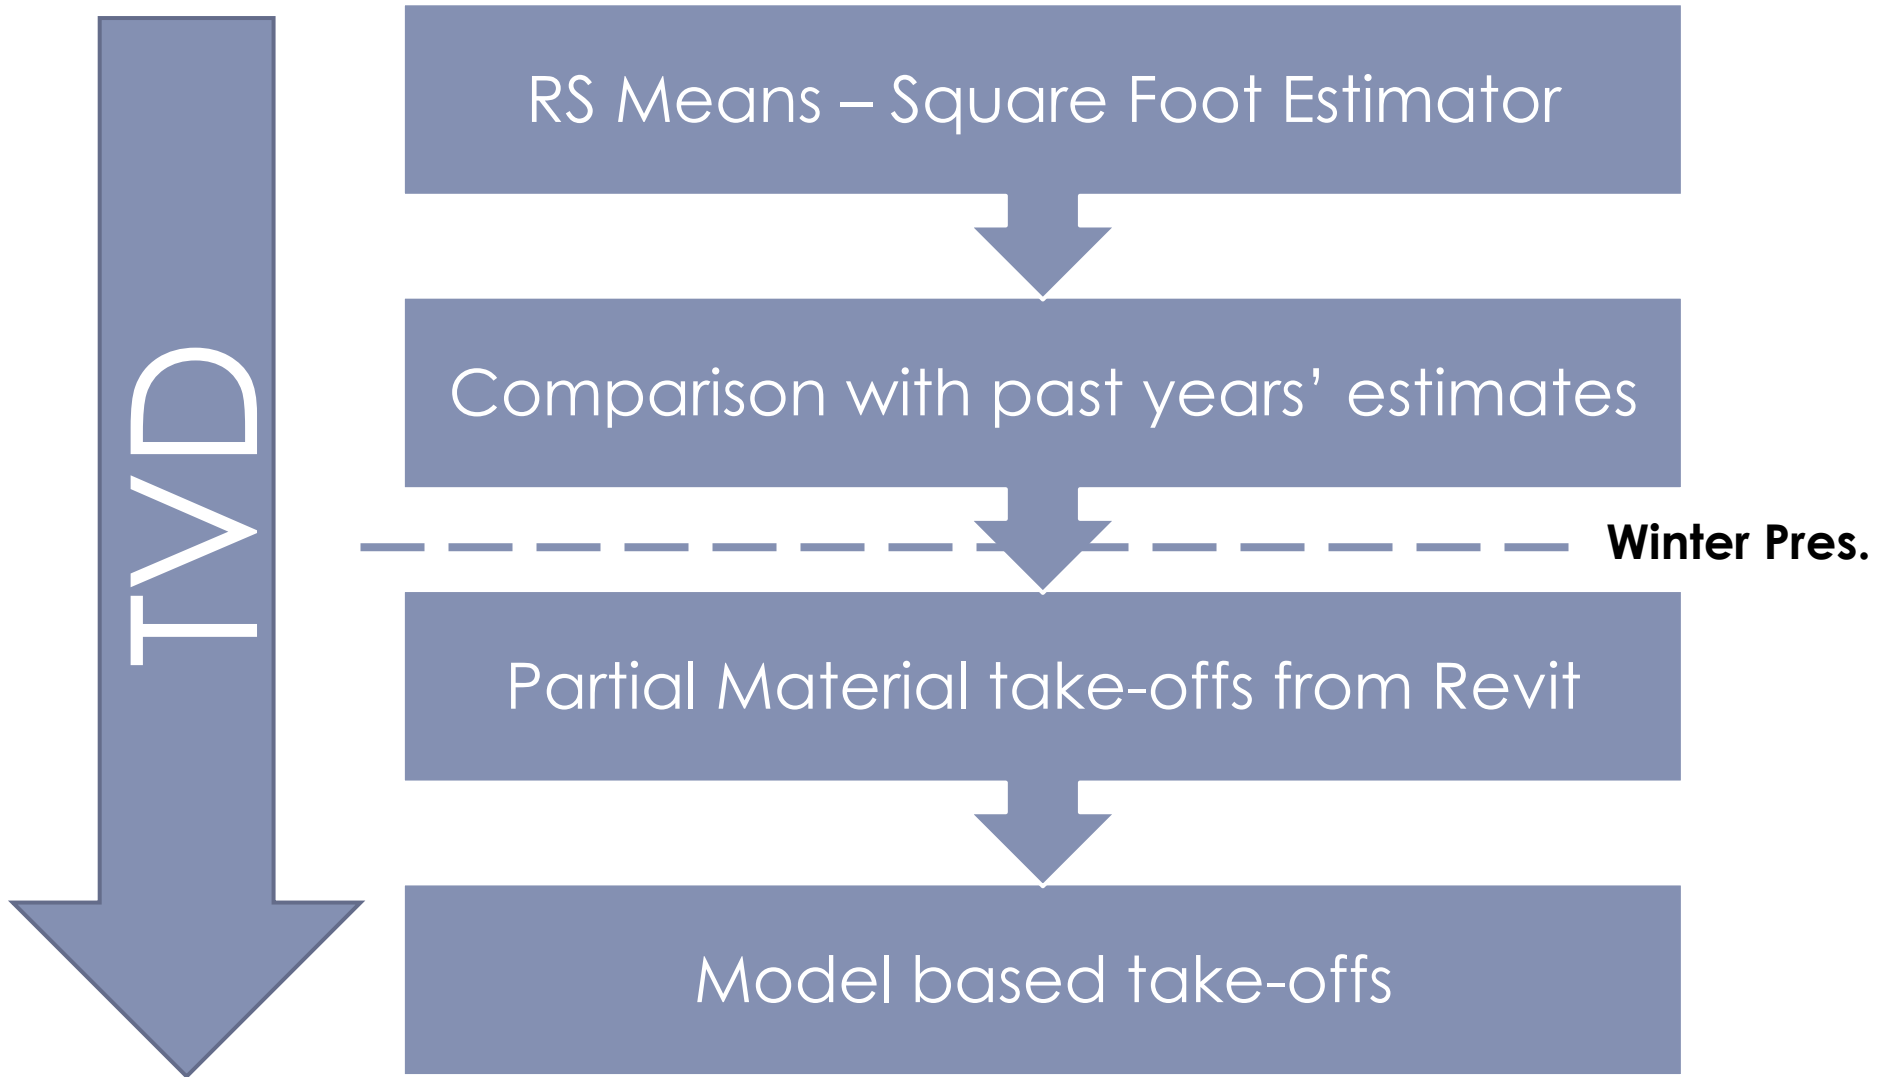 RS Means – Square Foot Estimator
Comparison with past years’ estimates
TVD
Winter Pres.
Partial Material take-offs from Revit
Model based take-offs